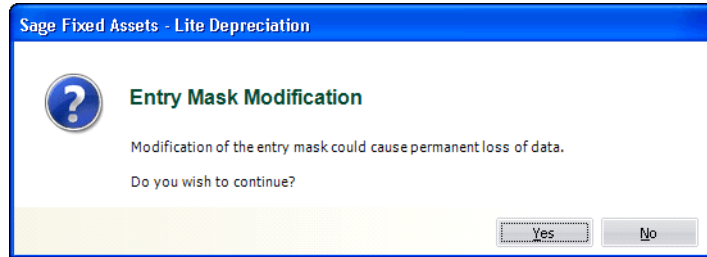 Sage Fixed Assets - Lite Depreciation
?
Entry Mask Modification
Modification of the entry mask could cause permanent loss of data.
Do you wish to continue?
Yes No